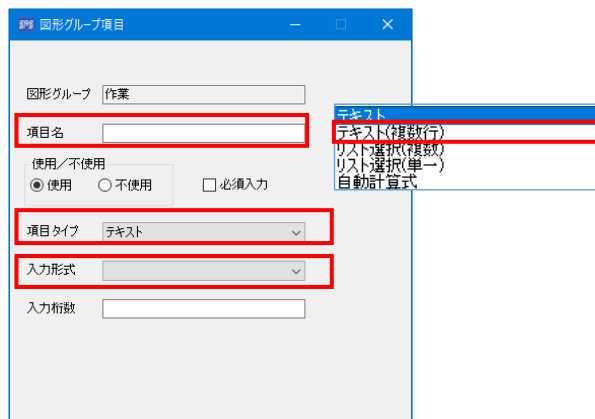 SPS 図形グループ項目
図形グループ 作業
項目名
使用／不使用
使用 不使用 必須入力
項目タイプ テキスト
入力形式
入力桁数
テキスト
テキスト(複数行)
リスト選択(複数)
リスト選択(単一)
自動計算式